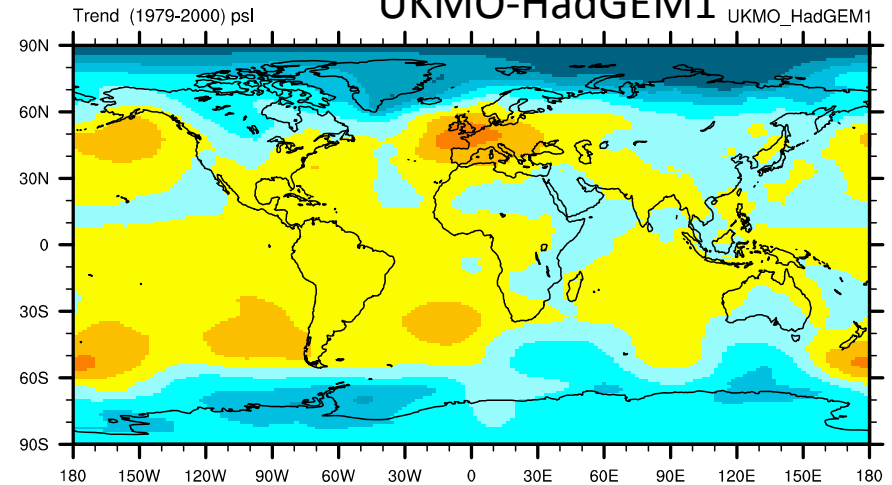 UKMO-HadGEM1
Trend (1979-2000) psl UKMO_HadGEM1
90N
60N
30N
0
30S
60S
90S
180 150W 120W 90W 60W 30W 0 30E 60E 90E 120E 150E 180